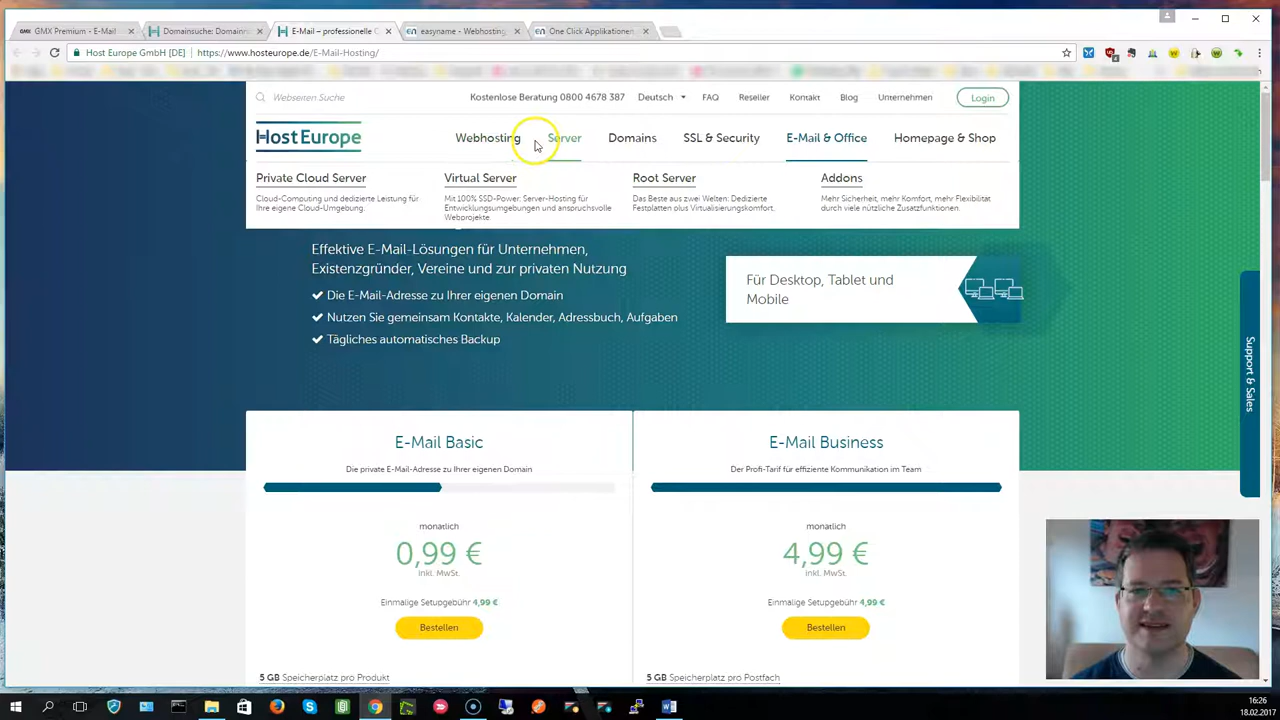 GMX Premium - E-Mail
Domainsuche: Domainn
E-Mail – professionelle C
easyname - Webhosting
One Click Applikationen
Host Europe GmbH [DE]
https://www.hosteurope.de/E-Mail-Hosting/
Webseiten Suche
Kostenlose Beratung 0800 4678 387
Deutsch
FAQ
Reseller
Kontakt
Blog
Unternehmen
Login
HostEurope
Webhosting
Server
Domains
SSL & Security
E-Mail & Office
Homepage & Shop
Private Cloud Server
Cloud-Computing und dedizierte Leistung für
Ihre eigene Cloud-Umgebung.
Virtual Server
Mit 100% SSD-Power: Server-Hosting für
Entwicklungsumgebungen und anspruchsvolle
Webprojekte.
Root Server
Das Beste aus zwei Welten: Dedizierte
Festplatten plus Virtualisierungskomfort.
Addons
Mehr Sicherheit, mehr Komfort, mehr Flexibilität
durch viele nützliche Zusatzfunktionen.
Effektive E-Mail-Lösungen für Unternehmen,
Existenzgründer, Vereine und zur privaten Nutzung
Die E-Mail-Adresse zu Ihrer eigenen Domain
Nutzen Sie gemeinsam Kontakte, Kalender, Adressbuch, Aufgaben
Tägliches automatisches Backup
Für Desktop, Tablet und
Mobile
Support & Sales
E-Mail Basic
Die private E-Mail-Adresse zu Ihrer eigenen Domain
monatlich
0,99 €
inkl. MwSt.
Einmalige Setupgebühr 4,99 €
Bestellen
5 GB Speicherplatz pro Produkt
E-Mail Business
Der Profi-Tarif für effiziente Kommunikation im Team
monatlich
4,99 €
inkl. MwSt.
Einmalige Setupgebühr 4,99 €
Bestellen
5 GB Speicherplatz pro Postfach
16:26
18.02.2017